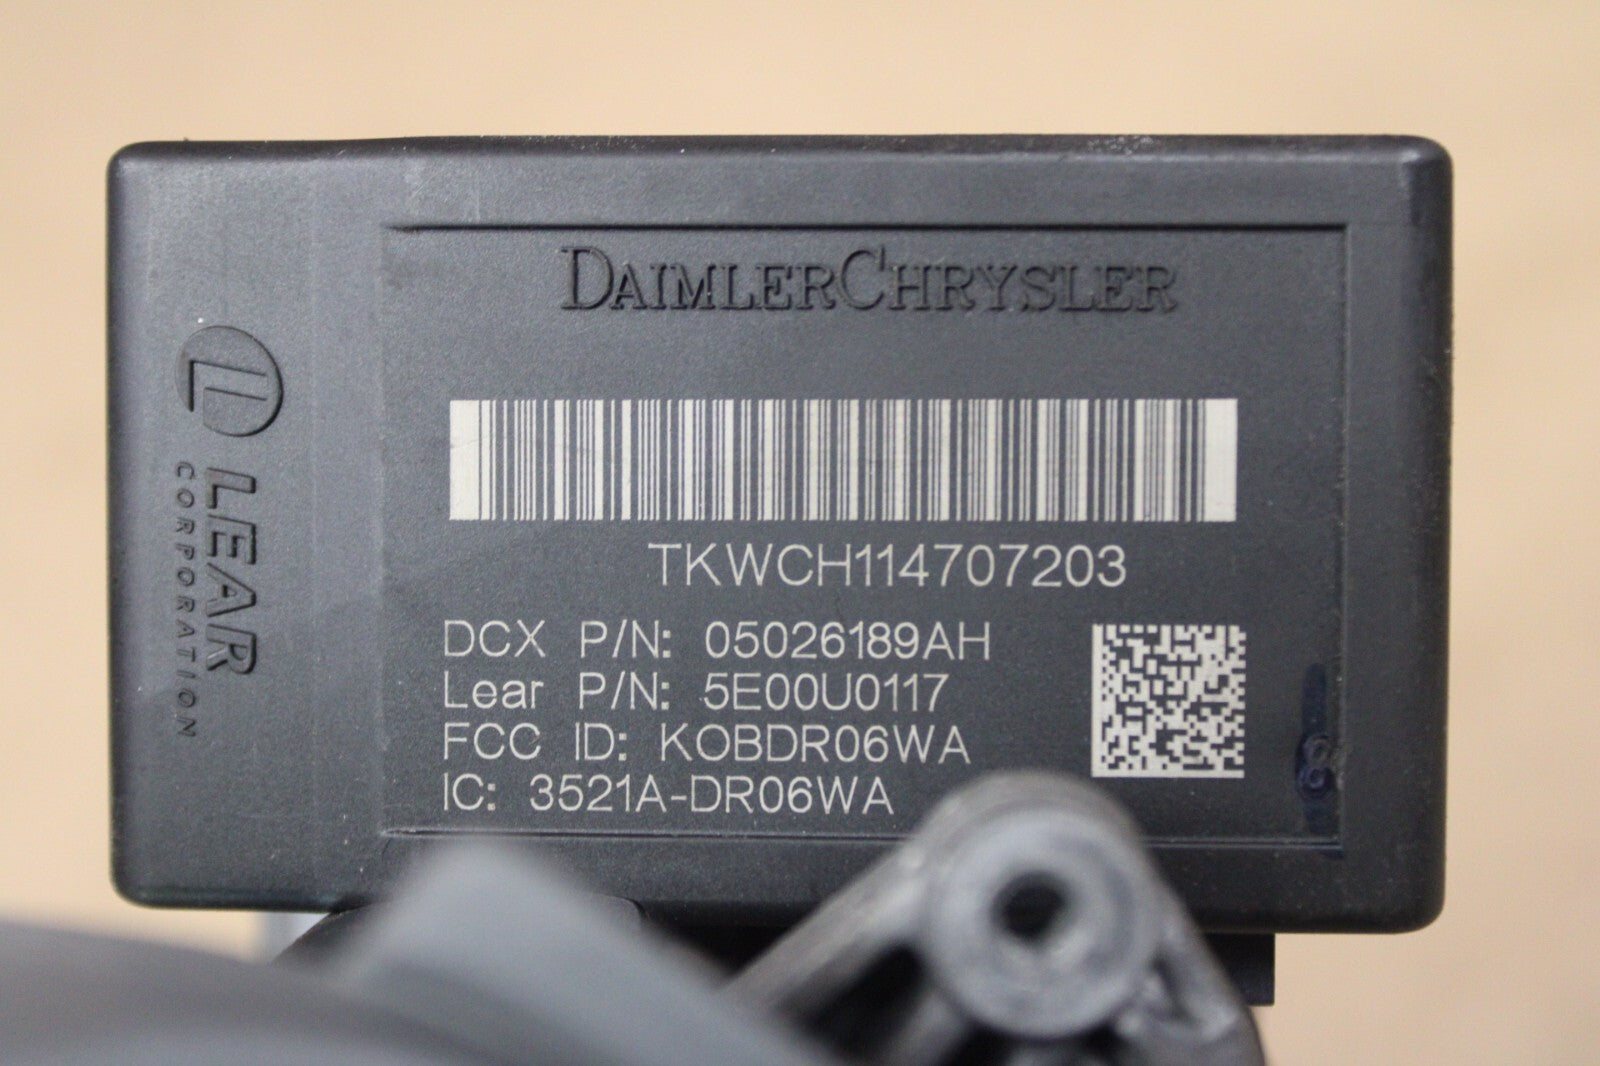 DAIMLERCHRYSLER
LEAR
CORPORATION
TKWCH114707203
DCX P/N: 05026189AH
Lear P/N: 5E00U0117
FCC ID: KOBDR06WA
IC: 3521A-DR06WA